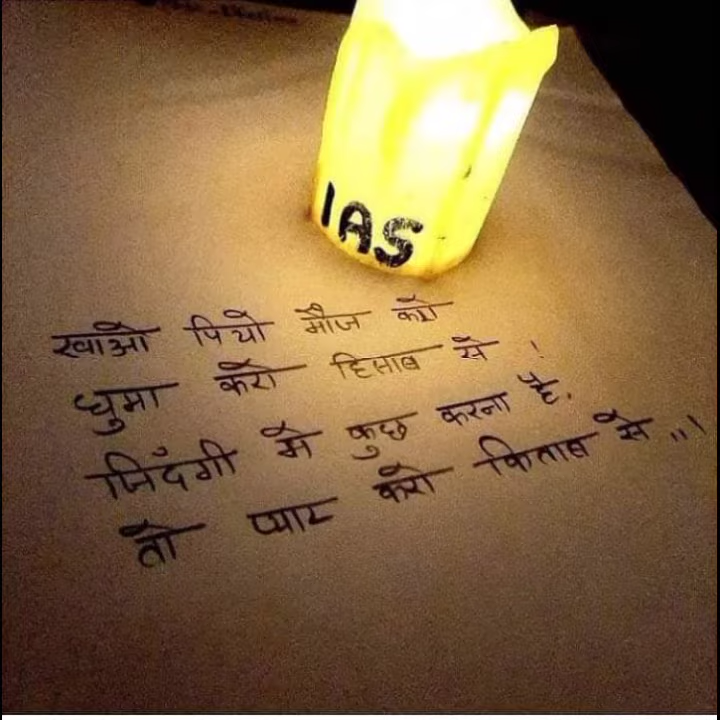 IAS
खाओ पियो मौज करो
घुमा करो हिसाब से !
जिंदगी मे कुछ करना है.
तो प्यार करो किताब से ..!